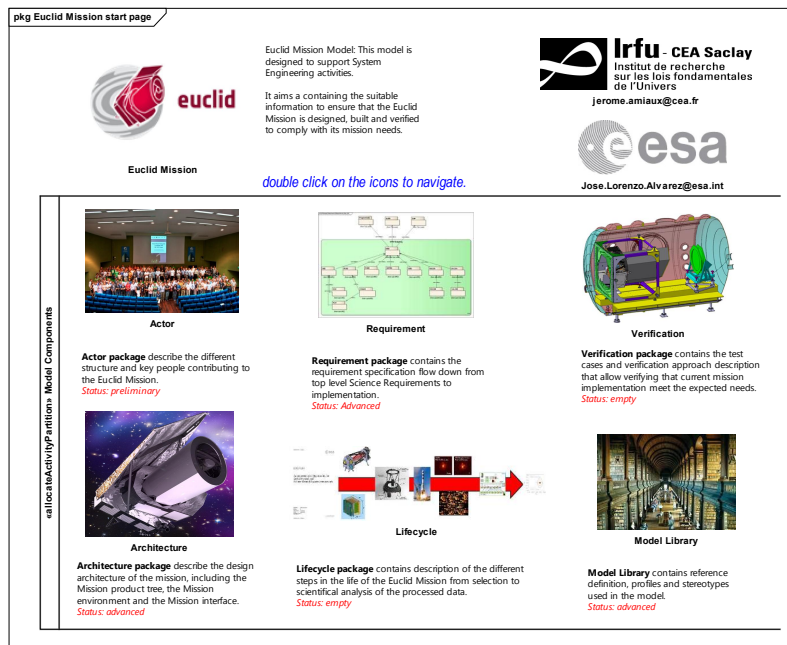 pkg Euclid Mission start page
euclid
Euclid Mission
Euclid Mission Model: This model is
designed to support System
Engineering activities.
It aims a containing the suitable
information to ensure that the Euclid
Mission is designed, built and verified
to comply with its mission needs.
double click on the icons to navigate.
Irfu - CEA Saclay
Institut de recherche
sur les lois fondamentales
de l'Univers
jerome.amiaux@cea.fr
esa
Jose.Lorenzo.Alvarez@esa.int
«allocateActivityPartition» Model Components
Actor
Actor package describe the different
structure and key people contributing to
the Euclid Mission.
Status: preliminary
Requirement
Requirement package contains the
requirement specification flow down from
top level Science Requirements to
implementation.
Status: Advanced
Verification
Verification package contains the test
cases and verification approach description
that allow verifying that current mission
implementation meet the expected needs.
Status: empty
Architecture
Architecture package describe the design
architecture of the mission, including the
Mission product tree, the Mission
environment and the Mission interface.
Status: advanced
Lifecycle
Lifecycle package contains description of the different
steps in the life of the Euclid Mission from selection to
scientifical analysis of the processed data.
Status: empty
Model Library
Model Library contains reference
definition, profiles and stereotypes
used in the model.
Status: advanced